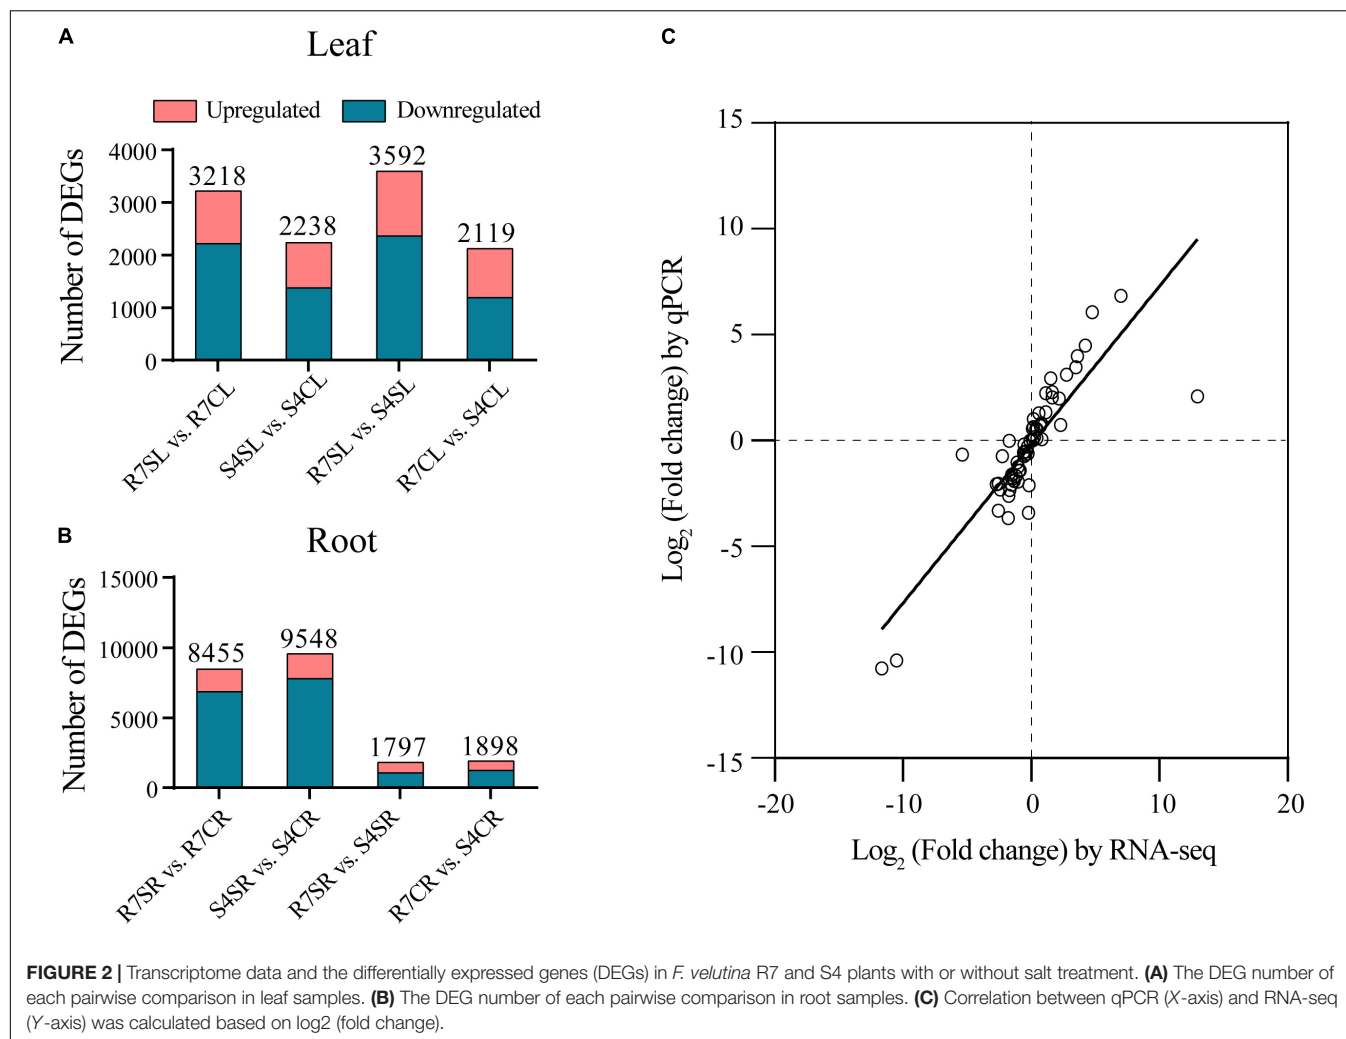 A
Leaf
Upregulated Downregulated
Number of DEGs
4000
3000
2000
1000
0
3218
2238
3592
2119
R7SL vs. R7CL
S4SL vs. S4CL
R7SL vs. S4SL
R7CL vs. S4CL
B
Root
Number of DEGs
15000
10000
5000
0
8455
9548
1797
1898
R7SR vs. R7CR
S4SR vs. S4CR
R7SR vs. S4SR
R7CR vs. S4CR
C
Log2 (Fold change) by qPCR
15
10
5
0
-5
-10
-15
-20 -10 0 10 20
Log2 (Fold change) by RNA-seq
FIGURE 2 | Transcriptome data and the differentially expressed genes (DEGs) in F. velutina R7 and S4 plants with or without salt treatment. (A) The DEG number of
each pairwise comparison in leaf samples. (B) The DEG number of each pairwise comparison in root samples. (C) Correlation between qPCR (X-axis) and RNA-seq
(Y-axis) was calculated based on log2 (fold change).